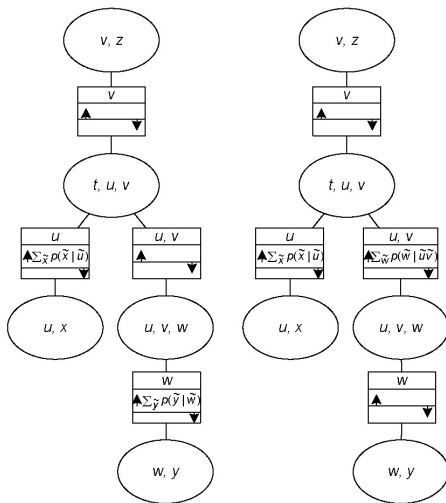 v, z
v
t, u, v
u
∑x̃ p(x̃ | ũ)
u, v
u, x
u, v, w
w
∑ỹ p(ỹ | w̃)
w, y
v, z
v
t, u, v
u
∑x̃ p(x̃ | ũ)
u, v
∑w̃ p(w̃ | ũṽ)
u, x
u, v, w
w
w, y